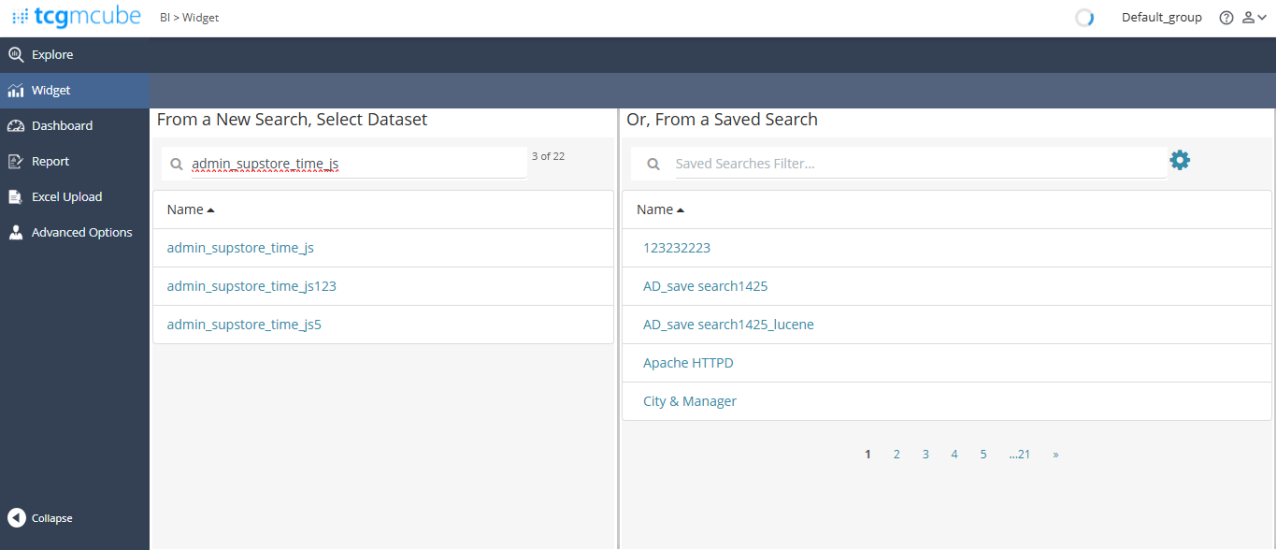 tcgmcube
BI > Widget
Default_group
Explore
Widget
Dashboard
Report
Excel Upload
Advanced Options
Collapse
From a New Search, Select Dataset
admin_supstore_time_js
3 of 22
Name
admin_supstore_time_js
admin_supstore_time_js123
admin_supstore_time_js5
Or, From a Saved Search
Saved Searches Filter...
Name
123232223
AD_save search1425
AD_save search1425_lucene
Apache HTTPD
City & Manager
1 2 3 4 5 ...21 »